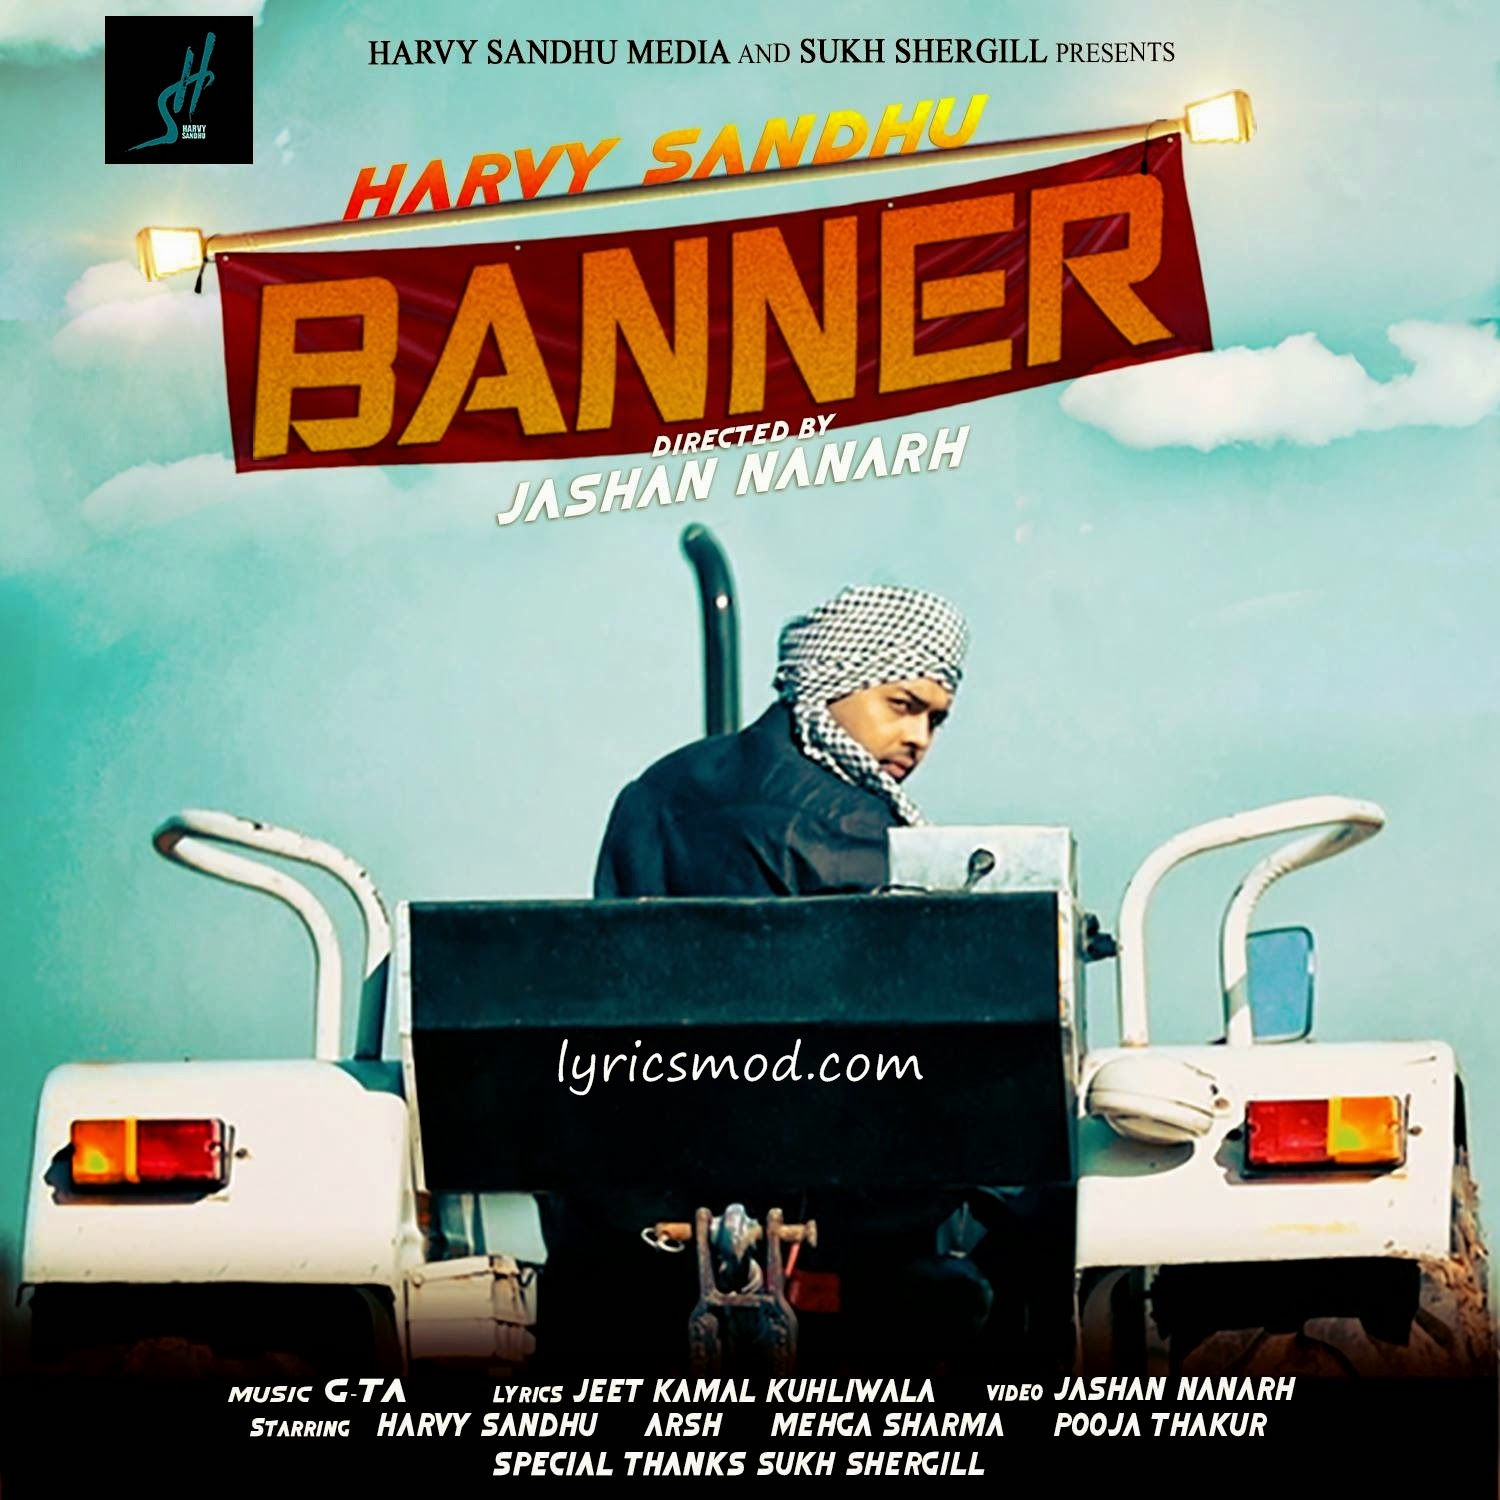 HARVY SANDHU
HARVY SANDHU MEDIA AND SUKH SHERGILL PRESENTS
HARVY SANDHU
BANNER
DIRECTED BY
JASHAN NANARH
lyricsmod.com
MUSIC G-TA LYRICS JEET KAMAL KUHLIWALA VIDEO JASHAN NANARH
STARRING HARVY SANDHU ARSH MEHGA SHARMA POOJA THAKUR
SPECIAL THANKS SUKH SHERGILL